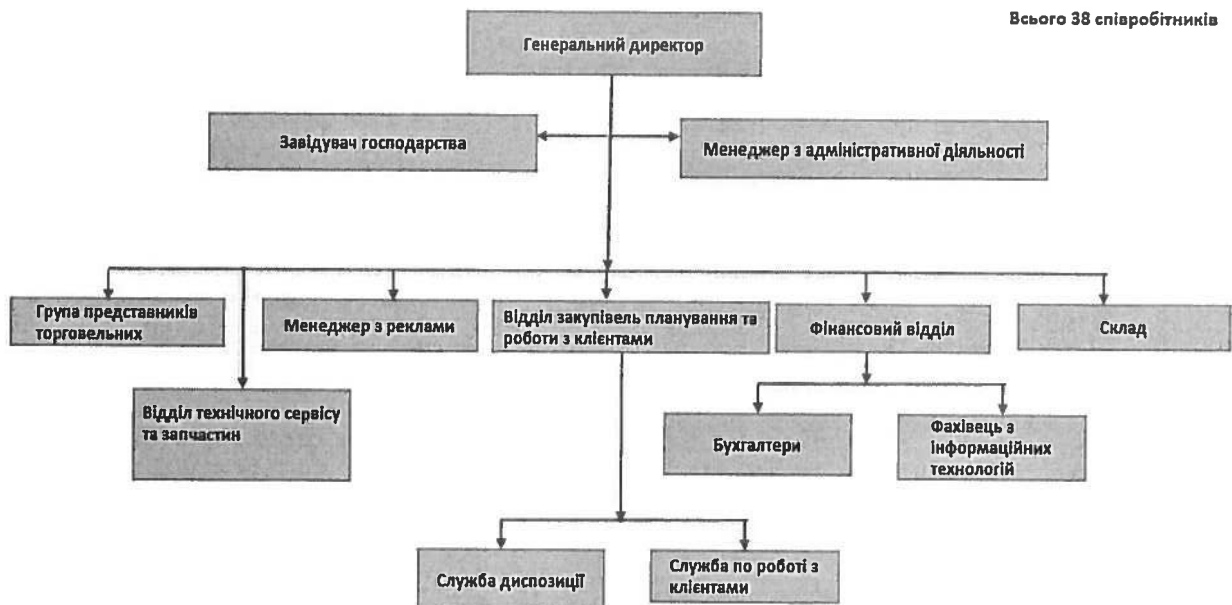 Всього 38 співробітників
Генеральний директор
Завідувач господарства
Менеджер з адміністративної діяльності
Група представників
торговельних
Менеджер з реклами
Відділ закупівель планування та
роботи з клієнтами
Фінансовий відділ
Склад
Відділ технічного сервісу
та запчастин
Бухгалтери
Фахівець з
інформаційних
технологій
Служба диспозиції
Служба по роботі з
клієнтами